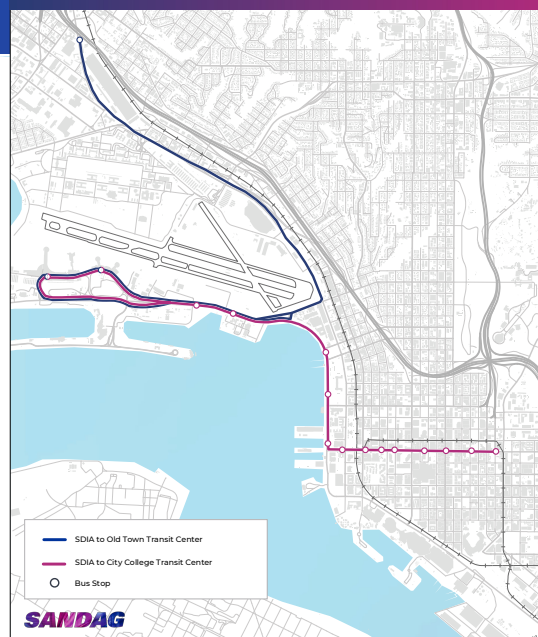 SDIA to Old Town Transit Center
SDIA to City College Transit Center
Bus Stop
SANDAG